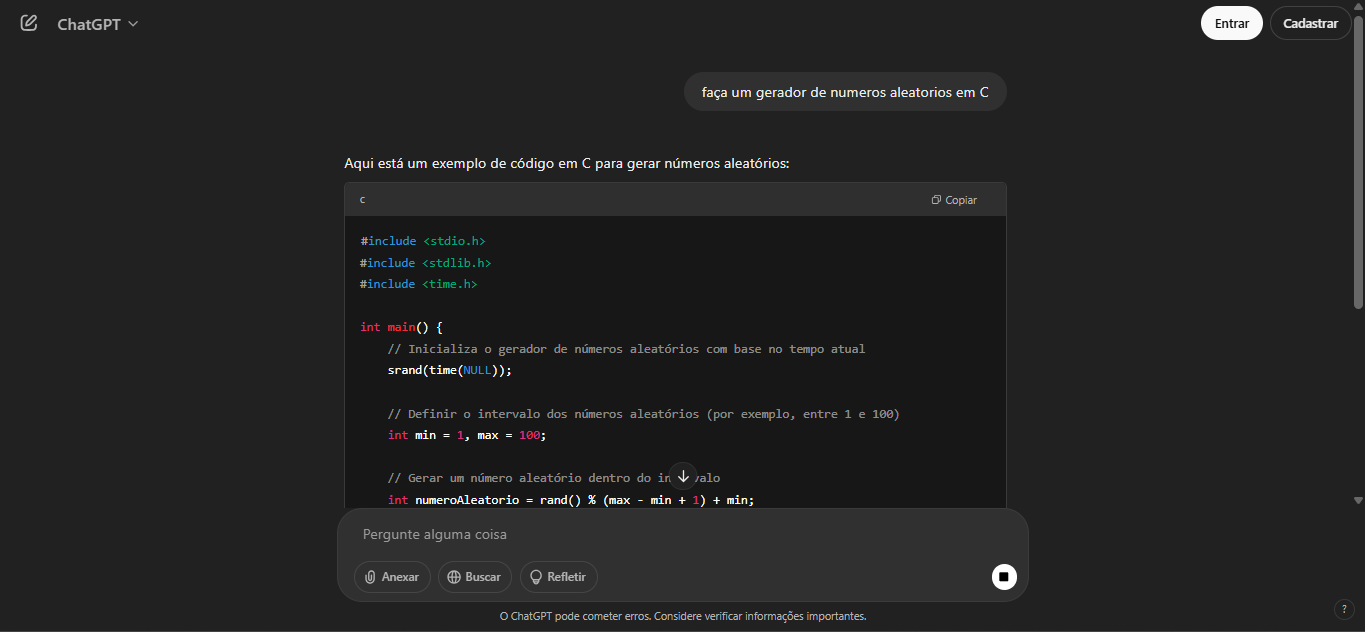 ChatGPT
Entrar
Cadastrar
faça um gerador de numeros aleatorios em C
Aqui está um exemplo de código em C para gerar números aleatórios:
c
Copiar
#include <stdio.h>
#include <stdlib.h>
#include <time.h>
int main() {
// Inicializa o gerador de números aleatórios com base no tempo atual
srand(time(NULL));
// Definir o intervalo dos números aleatórios (por exemplo, entre 1 e 100)
int min = 1, max = 100;
// Gerar um número aleatório dentro do
int numeroAleatorio = rand() % (max - min + 1) + min;
Pergunte alguma coisa
Anexar
Buscar
Refletir
O ChatGPT pode cometer erros. Considere verificar informações importantes.
?